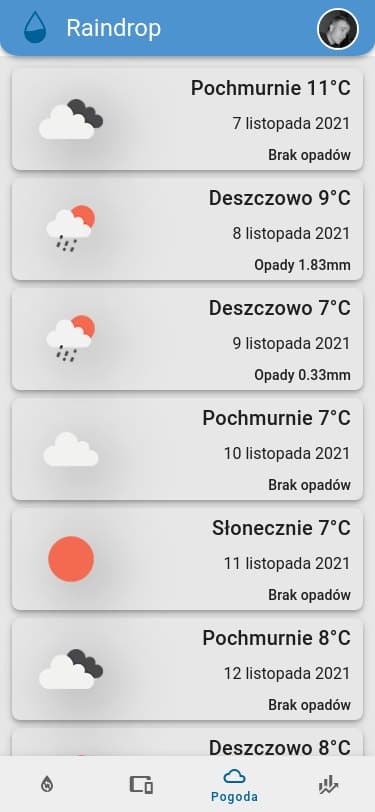 Raindrop
Pochmurnie 11°C
7 listopada 2021
Brak opadów
Deszczowo 9°C
8 listopada 2021
Opady 1.83mm
Deszczowo 7°C
9 listopada 2021
Opady 0.33mm
Pochmurnie 7°C
10 listopada 2021
Brak opadów
Słonecznie 7°C
11 listopada 2021
Brak opadów
Pochmurnie 8°C
12 listopada 2021
Brak opadów
Deszczowo 8°C
Pogoda